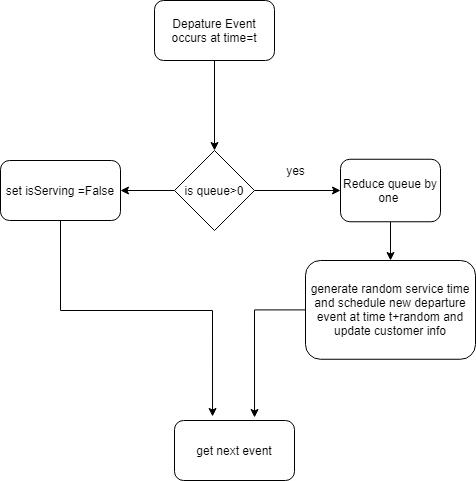 Depature Event
occurs at time=t
yes
set isServing =False
is queue>0
Reduce queue by
one
generate random service time
and schedule new departure
event at time t+random and
update customer info
get next event